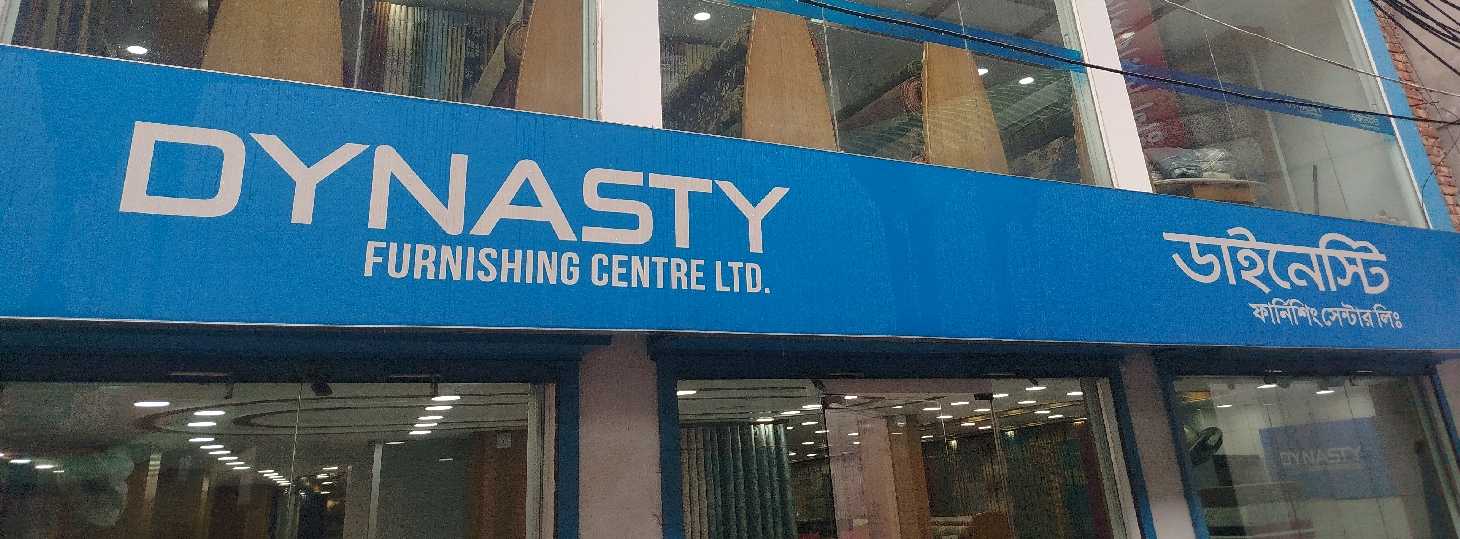 DYNASTY
FURNISHING CENTRE LTD.
ডাইনেস্টি
ফার্নিশিং সেন্টার লিঃ
DYNASTY